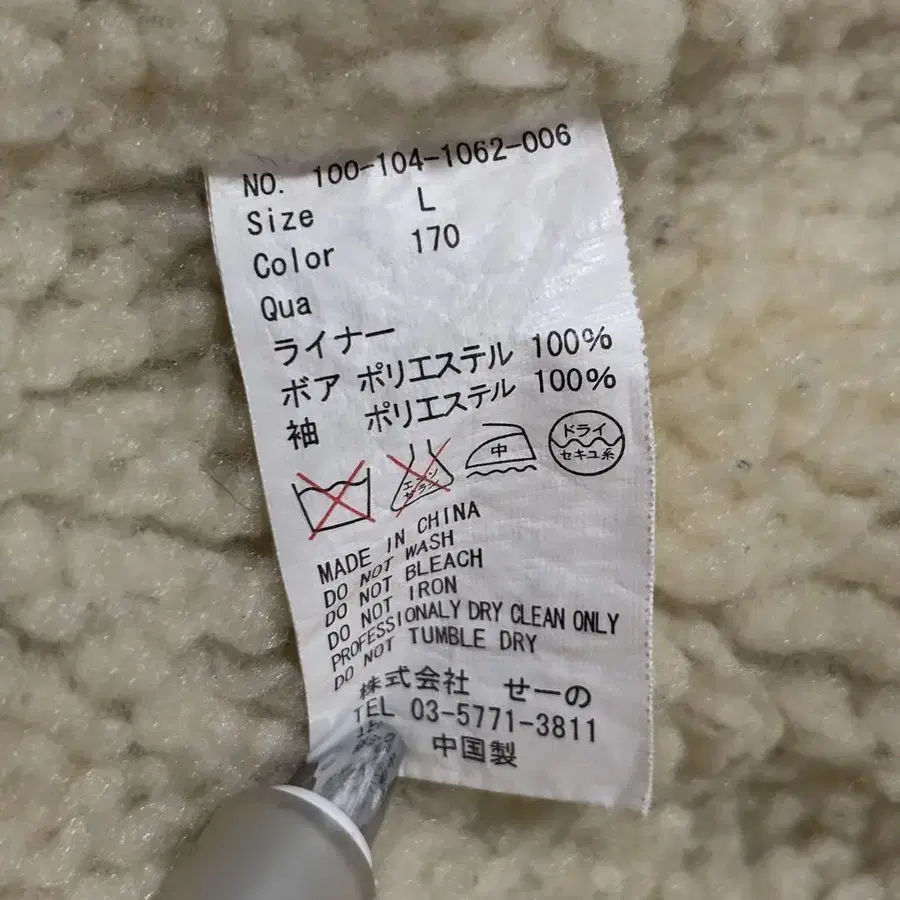 NO. 100-104-1062-006
Size L
Color 170
Qua
ライナー
ボア ポリエステル 100%
袖 ポリエステル 100%
中
ドライ
セキユ系
MADE IN CHINA
DO NOT WASH
DO NOT BLEACH
DO NOT IRON
PROFESSIONALY DRY CLEAN ONLY
DO NOT TUMBLE DRY
株式会社 せーの
TEL 03-5771-3811
中国製